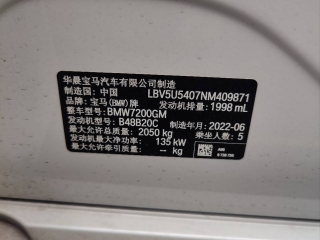 华晨宝马汽车有限公司制造
制造国: 中国 LBV5U5407NM409871
品牌: 宝马(BMW)牌 发动机排量: 1998 mL
整车型号: BMW7200GM
发动机型号: B48B20C 制造年月: 2022-06
最大允许总质量: 2050 kg 乘坐人数: 5
发动机最大净功率: 135 kW
最大允许牵引质量: -- kg